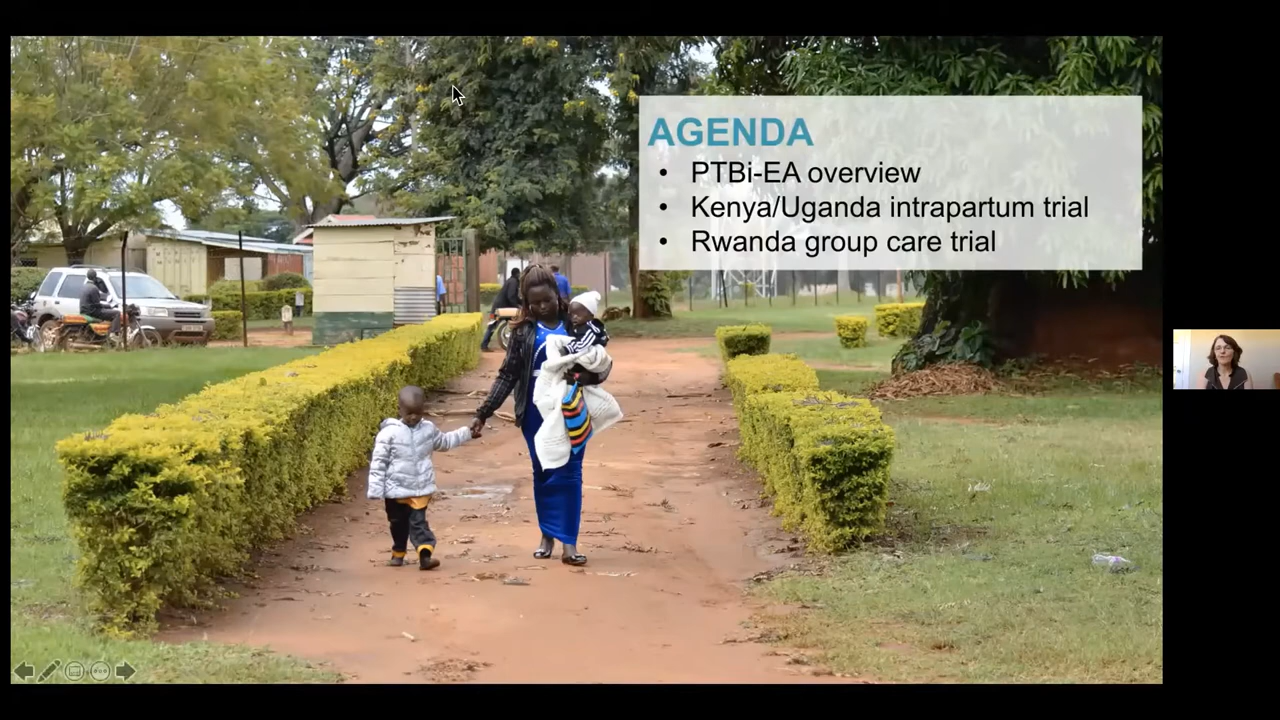 AGENDA
• PTBi-EA overview
• Kenya/Uganda intrapartum trial
• Rwanda group care trial